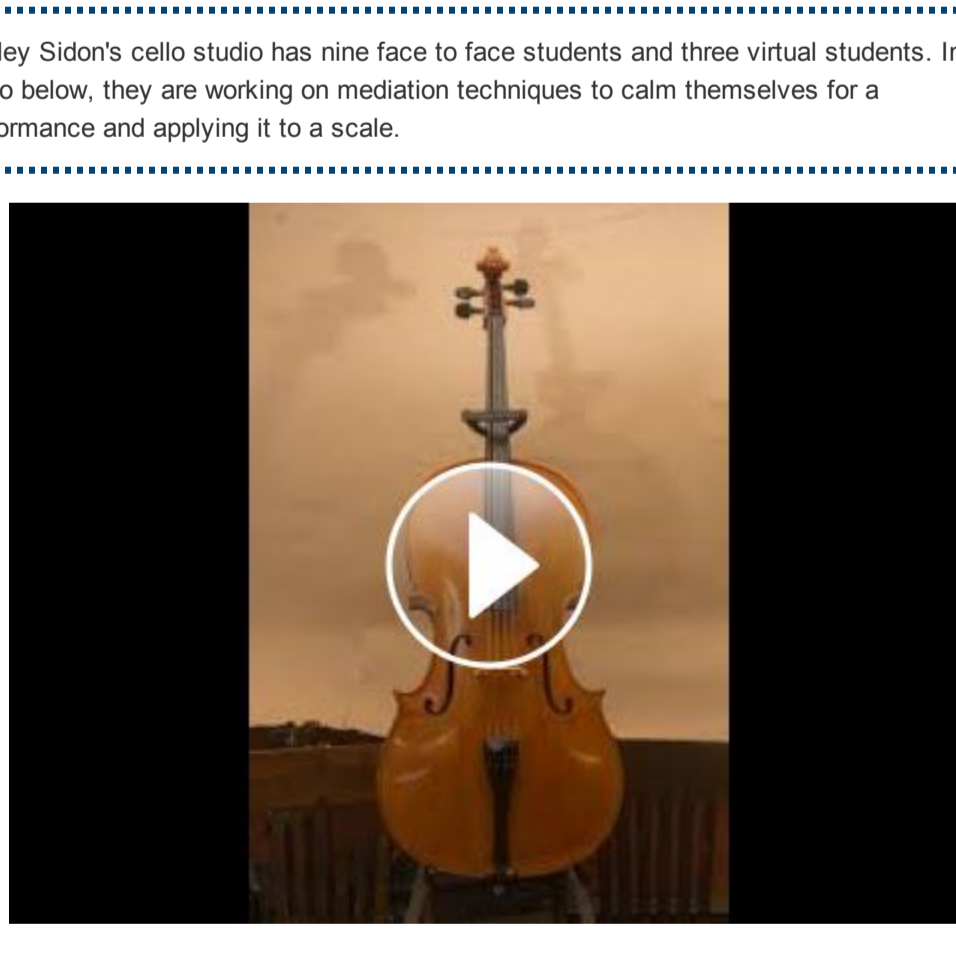 ley Sidon's cello studio has nine face to face students and three virtual students. In
o below, they are working on mediation techniques to calm themselves for a
ormance and applying it to a scale.